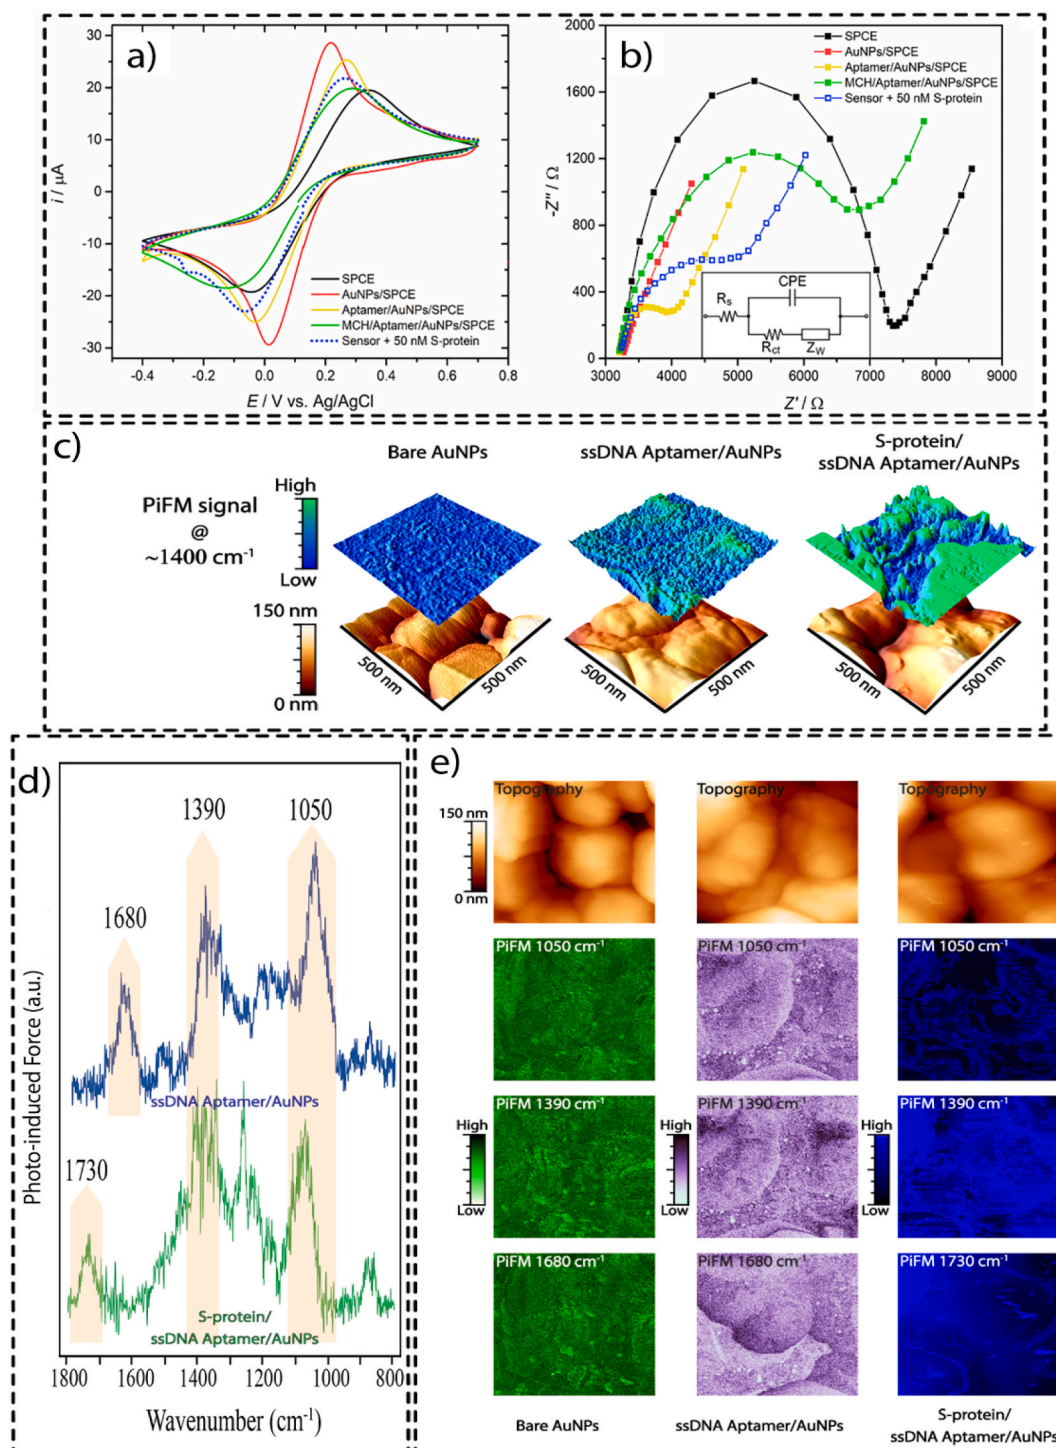 a)
30
20
10
0
-10
-20
-30
i / µA
-0.4
-0.2
0.0
0.2
0.4
0.6
0.8
E / V vs. Ag/AgCl
SPCE
AuNPs/SPCE
Aptamer/AuNPs/SPCE
MCH/Aptamer/AuNPs/SPCE
Sensor + 50 nM S-protein
b)
2000
1600
1200
800
400
0
-Z'' / Ω
3000
4000
5000
6000
7000
8000
9000
Z' / Ω
SPCE
AuNPs/SPCE
Aptamer/AuNPs/SPCE
MCH/Aptamer/AuNPs/SPCE
Sensor + 50 nM S-protein
CPE
Rs
Rct
Zw
c)
Bare AuNPs
ssDNA Aptamer/AuNPs
S-protein/
ssDNA Aptamer/AuNPs
PiFM signal
@
~1400 cm⁻¹
High
Low
150 nm
0 nm
500 nm
500 nm
500 nm
500 nm
500 nm
500 nm
d)
1390
1050
1680
ssDNA Aptamer/AuNPs
1730
S-protein/
ssDNA Aptamer/AuNPs
Photo-induced Force (a.u.)
1800
1600
1400
1200
1000
800
Wavenumber (cm⁻¹)
e)
Topography
Topography
Topography
150 nm
0 nm
PiFM 1050 cm⁻¹
PiFM 1050 cm⁻¹
PiFM 1050 cm⁻¹
PiFM 1390 cm⁻¹
PiFM 1390 cm⁻¹
PiFM 1390 cm⁻¹
High
Low
High
Low
High
Low
PiFM 1680 cm⁻¹
PiFM 1680 cm⁻¹
PiFM 1730 cm⁻¹
Bare AuNPs
ssDNA Aptamer/AuNPs
S-protein/
ssDNA Aptamer/AuNPs